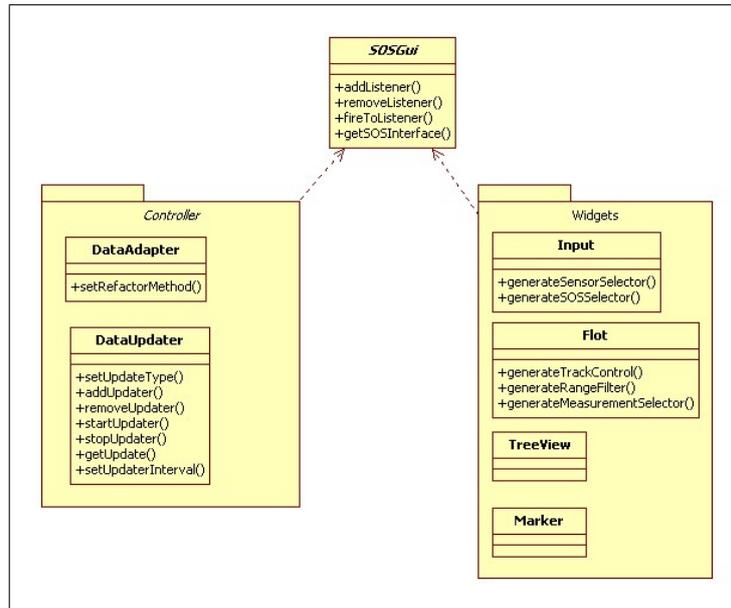 SOSGui
+addListener()
+removeListener()
+fireToListener()
+getSOSInterface()
Controller
DataAdapter
+setRefactorMethod()
DataUpdater
+setUpdateType()
+addUpdater()
+removeUpdater()
+startUpdater()
+stopUpdater()
+getUpdate()
+setUpdaterInterval()
Widgets
Input
+generateSensorSelector()
+generateSOSSelector()
Flot
+generateTrackControl()
+generateRangeFilter()
+generateMeasurementSelector()
TreeView
Marker